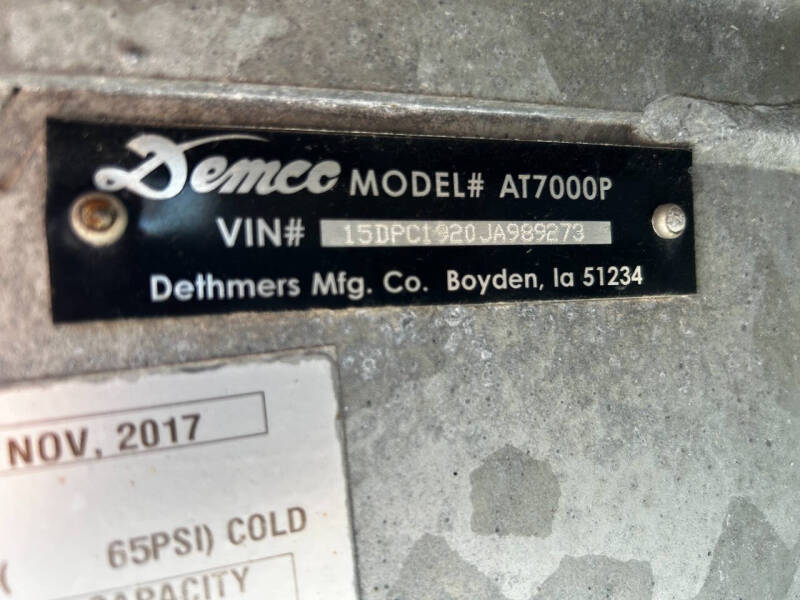 Demco MODEL# AT7000P
VIN# 15DPC1920JA989273
Dethmers Mfg. Co. Boyden, Ia 51234
NOV, 2017
( 65PSI) COLD
CAPACITY